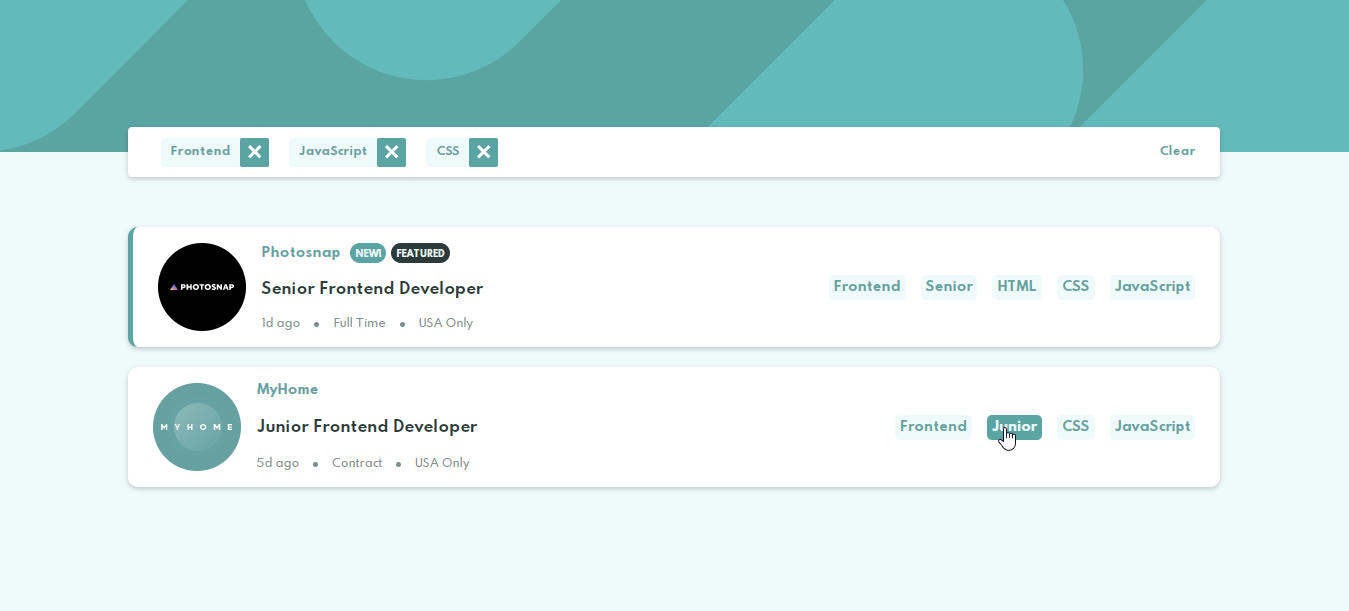 Frontend JavaScript CSS Clear
Photosnap NEW! FEATURED
PHOTOSNAP
Senior Frontend Developer
Frontend Senior HTML CSS JavaScript
1d ago • Full Time • USA Only
MyHome
MYHOME
Junior Frontend Developer
Frontend Junior CSS JavaScript
5d ago • Contract • USA Only